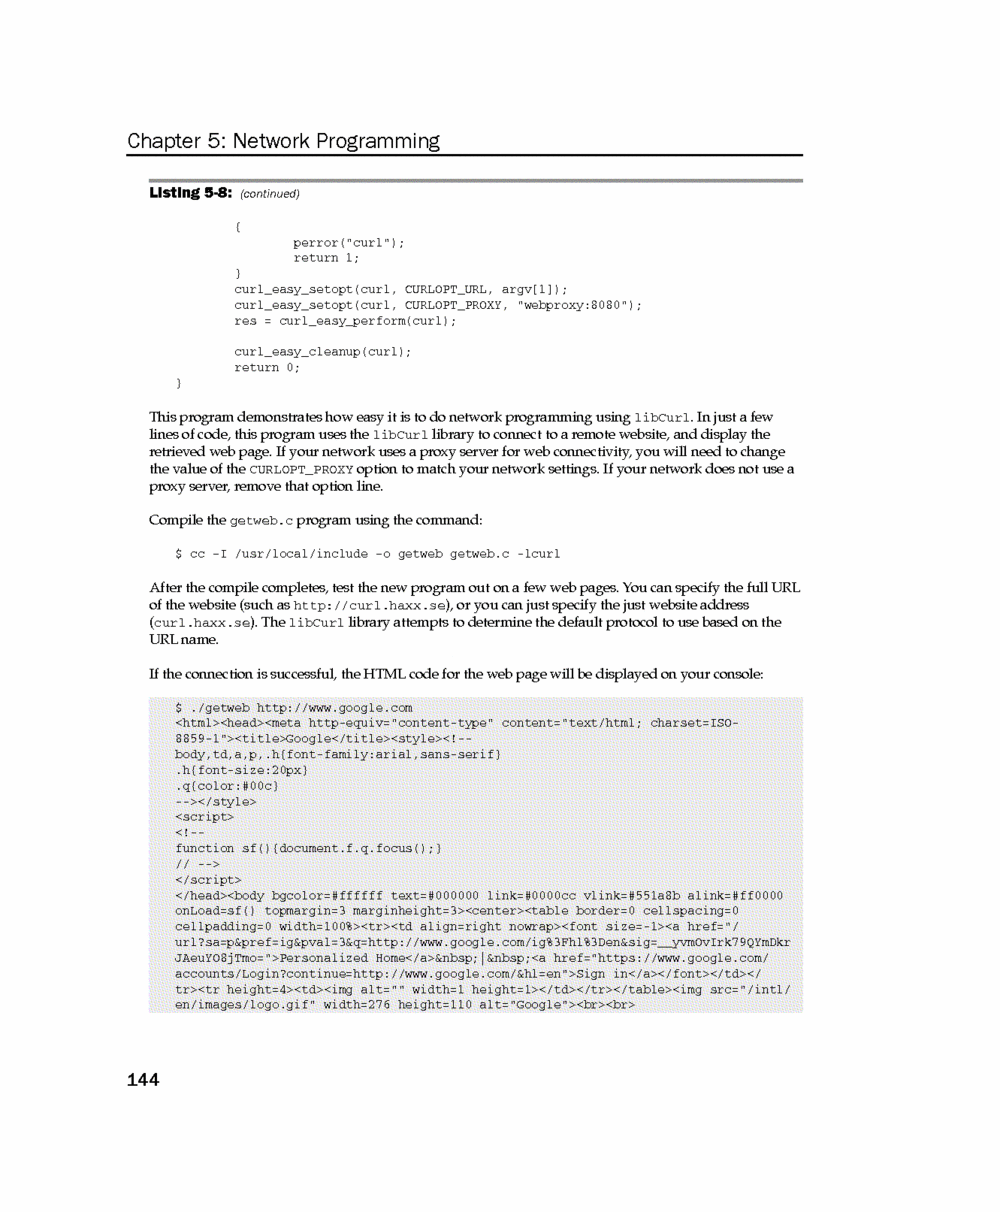 Chapter 5: Network Programming
Listing 5-8: (continued)
{
perror("curl");
return 1;
}
curl_easy_setopt(curl, CURLOPT_URL, argv[1]);
curl_easy_setopt(curl, CURLOPT_PROXY, "webproxy:8080");
res = curl_easy_perform(curl);
curl_easy_cleanup(curl);
return 0;
}
This program demonstrates how easy it is to do network programming using libCurl. In just a few
lines of code, this program uses the libCurl library to connect to a remote website, and display the
retrieved web page. If your network uses a proxy server for web connectivity, you will need to change
the value of the CURLOPT_PROXY option to match your network settings. If your network does not use a
proxy server, remove that option line.
Compile the getweb.c program using the command:
$ cc -I /usr/local/include -o getweb getweb.c -lcurl
After the compile completes, test the new program out on a few web pages. You can specify the full URL
of the website (such as http://curl.haxx.se), or you can just specify the just website address
(curl.haxx.se). The libCurl library attempts to determine the default protocol to use based on the
URL name.
If the connection is successful, the HTML code for the web page will be displayed on your console:
$ ./getweb http://www.google.com
<html><head><meta http-equiv="content-type" content="text/html; charset=ISO-
8859-1"><title>Google</title><style><!--
body,td,a,p,.h{font-family:arial,sans-serif}
.h{font-size:20px}
.q{color:#00c}
--></style>
<script>
<!--
function sf(){document.f.q.focus();}
// -->
</script>
</head><body bgcolor=#ffffff text=#000000 link=#0000cc vlink=#551a8b alink=#ff0000
onLoad=sf() topmargin=3 marginheight=3><center><table border=0 cellspacing=0
cellpadding=0 width=100%><tr><td align=right nowrap><font size=-1><a href="/
url?sa=p&pref=ig&pval=3&q=http://www.google.com/ig%3Fhl%3Den&sig=__yvmOvIrk79QYmDkr
JAeuYO8jTmo=">Personalized Home</a>&nbsp;|&nbsp;<a href="https://www.google.com/
accounts/Login?continue=http://www.google.com/&hl=en">Sign in</a></font></td></
tr><tr height=4><td><img alt="" width=1 height=1></td></tr></table><img src="/intl/
en/images/logo.gif" width=276 height=110 alt="Google"><br><br>
144